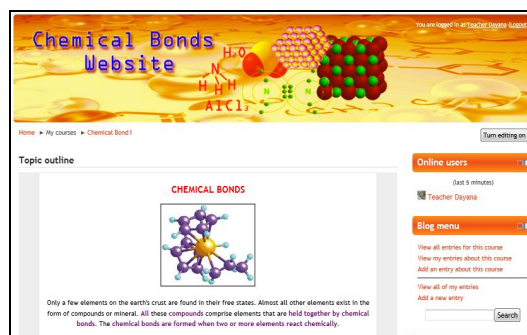 You are logged in as Teacher Dayana (Logout)
Chemical Bonds
Website
H₂O
N
H H
H
AlCl₃
N N
Home ► My courses ► Chemical Bond I
Turn editing on
Topic outline
CHEMICAL BONDS
Only a few elements on the earth's crust are found in their free states. Almost all other elements exist in the
form of compounds or mineral. All these compounds comprise elements that are held together by chemical
bonds. The chemical bonds are formed when two or more elements react chemically.
Online users
(last 5 minutes)
Teacher Dayana
Blog menu
View all entries for this course
View my entries about this course
Add an entry about this course
View all of my entries
Add a new entry
Search